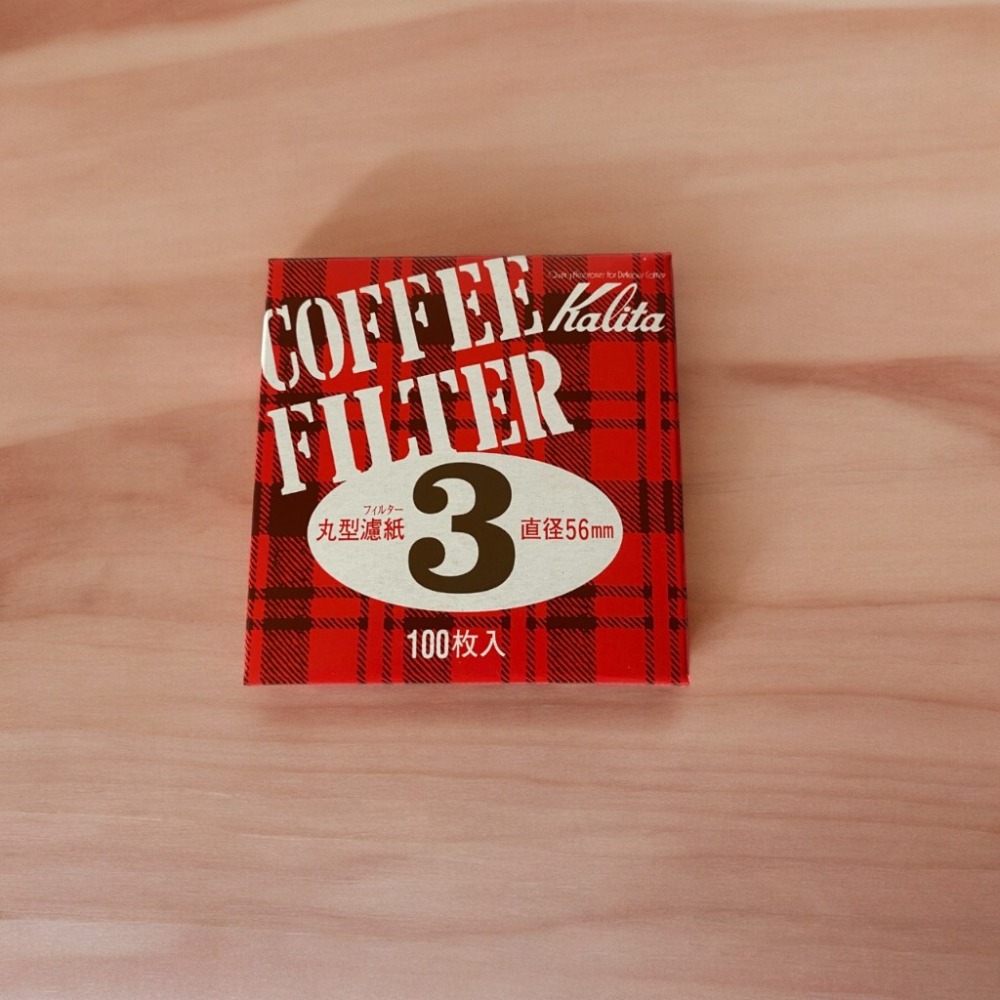 Kalita
COFFEE
FILTER
フィルター
丸型濾紙
3
直径56mm
100枚入